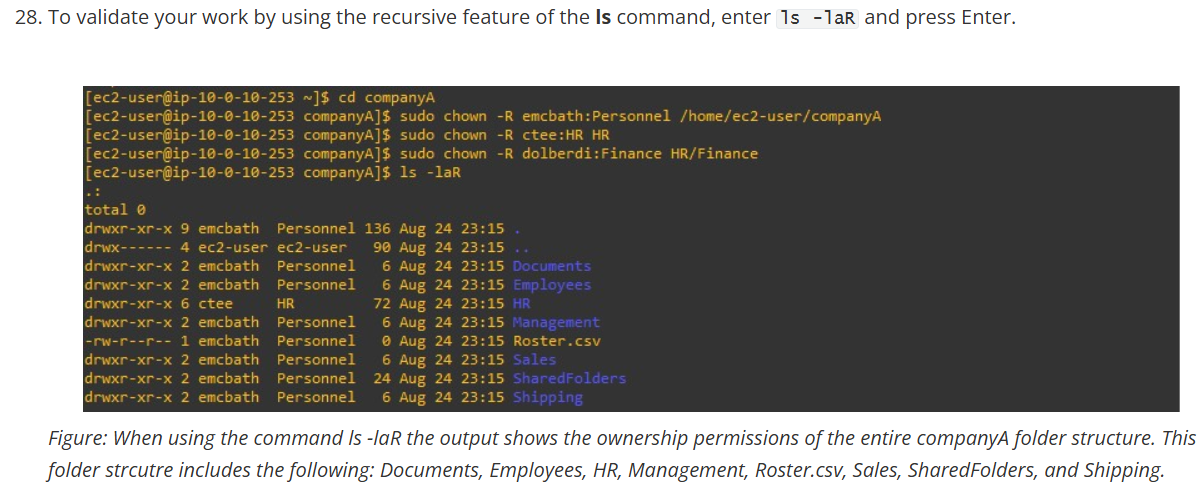 28. To validate your work by using the recursive feature of the ls command, enter ls -laR and press Enter.
[ec2-user@ip-10-0-10-253 ~]$ cd companyA
[ec2-user@ip-10-0-10-253 companyA]$ sudo chown -R emcbath:Personnel /home/ec2-user/companyA
[ec2-user@ip-10-0-10-253 companyA]$ sudo chown -R ctee:HR HR
[ec2-user@ip-10-0-10-253 companyA]$ sudo chown -R dolberdi:Finance HR/Finance
[ec2-user@ip-10-0-10-253 companyA]$ ls -laR
.:
total 0
drwxr-xr-x 9 emcbath  Personnel 136 Aug 24 23:15 .
drwx------ 4 ec2-user ec2-user   90 Aug 24 23:15 ..
drwxr-xr-x 2 emcbath  Personnel   6 Aug 24 23:15 Documents
drwxr-xr-x 2 emcbath  Personnel   6 Aug 24 23:15 Employees
drwxr-xr-x 6 ctee     HR         72 Aug 24 23:15 HR
drwxr-xr-x 2 emcbath  Personnel   6 Aug 24 23:15 Management
-rw-r--r-- 1 emcbath  Personnel   0 Aug 24 23:15 Roster.csv
drwxr-xr-x 2 emcbath  Personnel   6 Aug 24 23:15 Sales
drwxr-xr-x 2 emcbath  Personnel  24 Aug 24 23:15 SharedFolders
drwxr-xr-x 2 emcbath  Personnel   6 Aug 24 23:15 Shipping
Figure: When using the command ls -laR the output shows the ownership permissions of the entire companyA folder structure. This
folder strcutre includes the following: Documents, Employees, HR, Management, Roster.csv, Sales, SharedFolders, and Shipping.